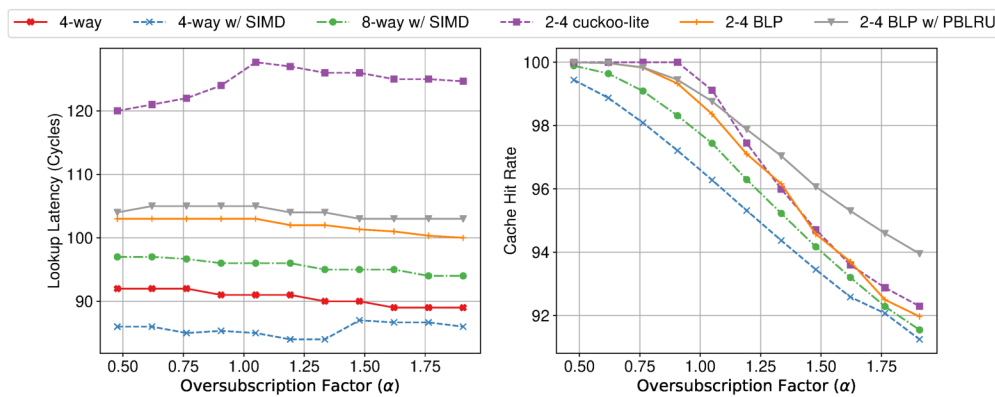 4-way 4-way w/ SIMD 8-way w/ SIMD 2-4 cuckoo-lite 2-4 BLP 2-4 BLP w/ PBLRU
Lookup Latency (Cycles)
120
110
100
90
0.50 0.75 1.00 1.25 1.50 1.75
Oversubscription Factor (α)
Cache Hit Rate
100
98
96
94
92
0.50 0.75 1.00 1.25 1.50 1.75
Oversubscription Factor (α)